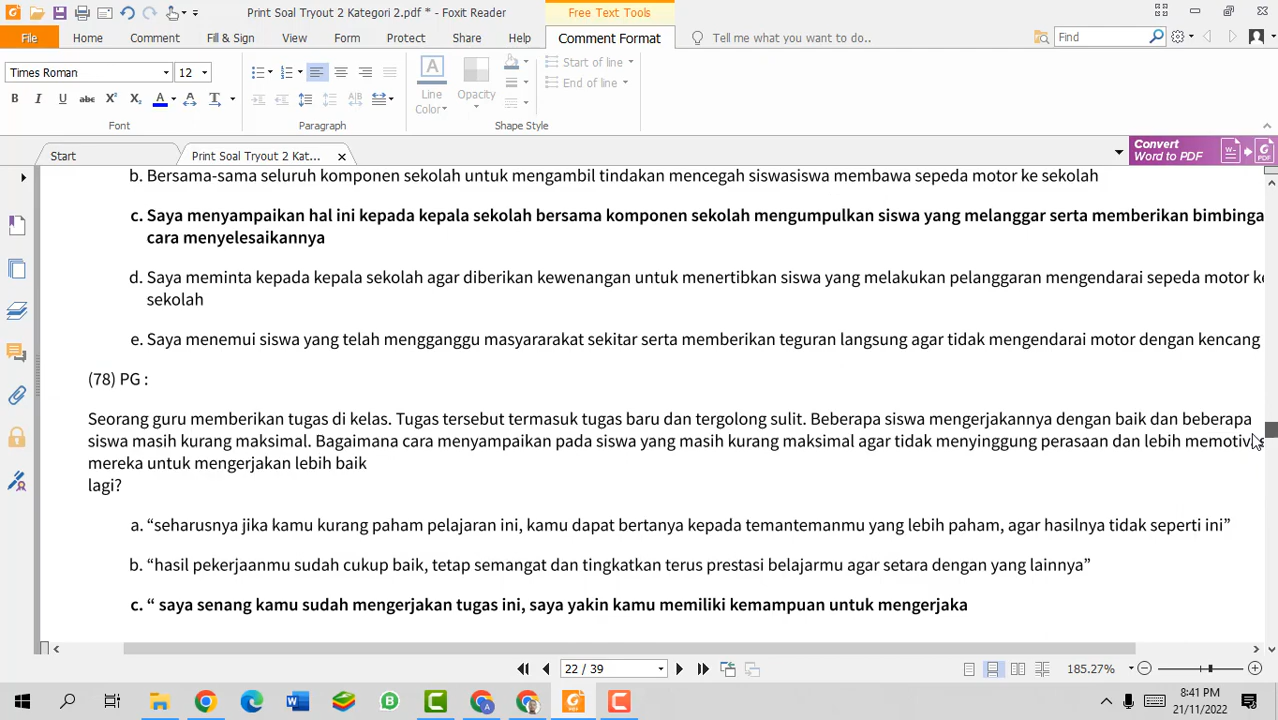 Print Soal Tryout 2 Kategori 2.pdf * - Foxit Reader
Free Text Tools
File Home Comment Fill & Sign View Form Protect Share Help Comment Format Tell me what you want to do.. Find
Times Roman 12
Start of line
End of line
Line Color
Opacity
Font Paragraph Shape Style
Start
Print Soal Tryout 2 Kat...
Convert
Word to PDF
b. Bersama-sama seluruh komponen sekolah untuk mengambil tindakan mencegah siswasiswa membawa sepeda motor ke sekolah
c. Saya menyampaikan hal ini kepada kepala sekolah bersama komponen sekolah mengumpulkan siswa yang melanggar serta memberikan bimbinga
cara menyelesaikannya
d. Saya meminta kepada kepala sekolah agar diberikan kewenangan untuk menertibkan siswa yang melakukan pelanggaran mengendarai sepeda motor ke
sekolah
e. Saya menemui siswa yang telah mengganggu masyararakat sekitar serta memberikan teguran langsung agar tidak mengendarai motor dengan kencang
(78) PG :
Seorang guru memberikan tugas di kelas. Tugas tersebut termasuk tugas baru dan tergolong sulit. Beberapa siswa mengerjakannya dengan baik dan beberapa
siswa masih kurang maksimal. Bagaimana cara menyampaikan pada siswa yang masih kurang maksimal agar tidak menyinggung perasaan dan lebih
mereka untuk mengerjakan lebih baik
lagi?
a. “seharusnya jika kamu kurang paham pelajaran ini, kamu dapat bertanya kepada temantemanmu yang lebih paham, agar hasilnya tidak seperti ini”
b. “hasil pekerjaanmu sudah cukup baik, tetap semangat dan tingkatkan terus prestasi belajarmu agar setara dengan yang lainnya”
c. “ saya senang kamu sudah mengerjakan tugas ini, saya yakin kamu memiliki kemampuan untuk mengerjaka
22 / 39
185.27%
8:41 PM
21/11/2022